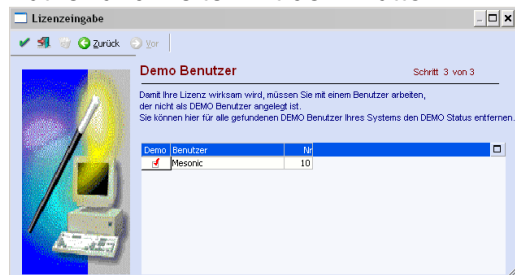 Lizenzeingabe
Zurück Vor
Demo Benutzer
Schritt 3 von 3
Damit Ihre Lizenz wirksam wird, müssen Sie mit einem Benutzer arbeiten,
der nicht als DEMO Benutzer angelegt ist.
Sie können hier für alle gefundenen DEMO Benutzer Ihres Systems den DEMO Status entfernen.
Demo Benutzer Nr
Mesonic 10